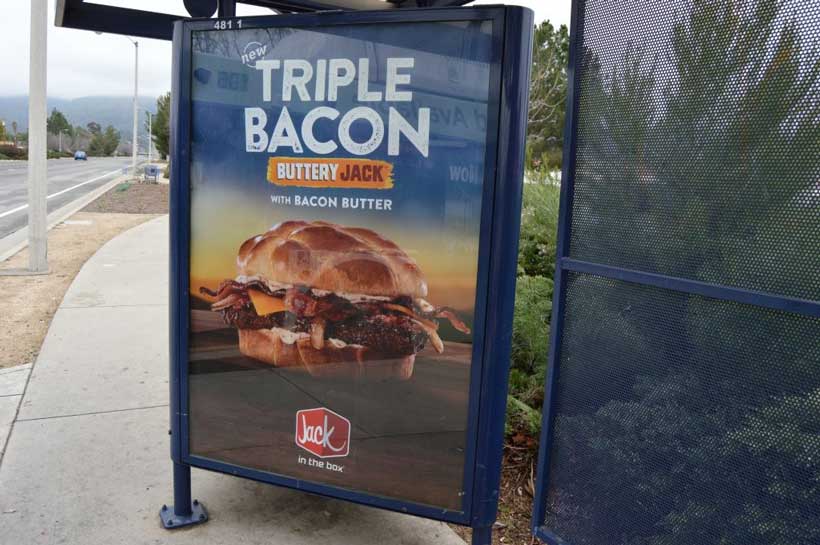 481 1
new
TRIPLE
BACON
BUTTERY JACK
WITH BACON BUTTER
Jack
in the box